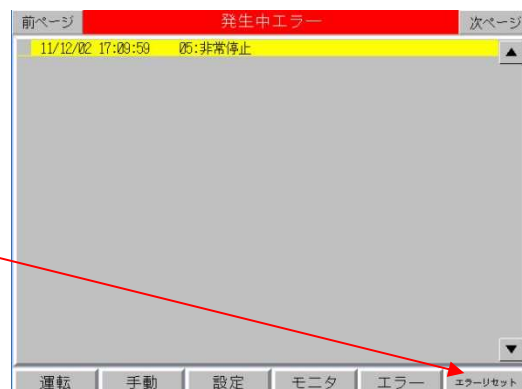 前ページ 発生中エラー 次ページ
11/12/02 17:09:59 05:非常停止
▲
▼
運転 手動 設定 モニタ エラー エラーリセット